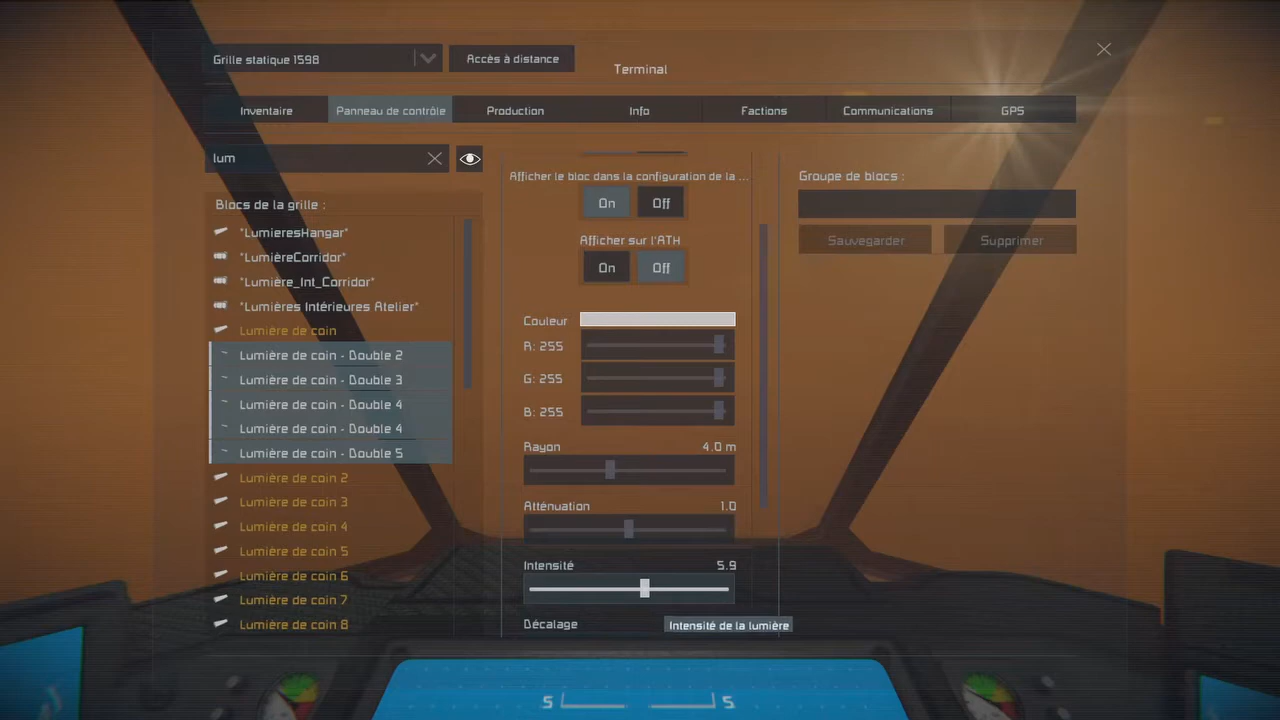 Grille statique 1598
Accès à distance
Terminal
Inventaire
Panneau de contrôle
Production
Info
Factions
Communications
GPS
lum
Blocs de la grille :
*LumieresHangar*
*LumièreCorridor*
*Lumière_Int_Corridor*
*Lumières Intérieures Atelier*
Lumière de coin
Lumière de coin - Double 2
Lumière de coin - Double 3
Lumière de coin - Double 4
Lumière de coin - Double 4
Lumière de coin - Double 5
Lumière de coin 2
Lumière de coin 3
Lumière de coin 4
Lumière de coin 5
Lumière de coin 6
Lumière de coin 7
Lumière de coin 8
Afficher le bloc dans la configuration de la ...
On Off
Afficher sur l'ATH
On Off
Couleur
R: 255
G: 255
B: 255
Rayon 4.0 m
Atténuation 1.0
Intensité 5.9
Décalage
Intensité de la lumière
Groupe de blocs :
Sauvegarder
Supprimer
5 5